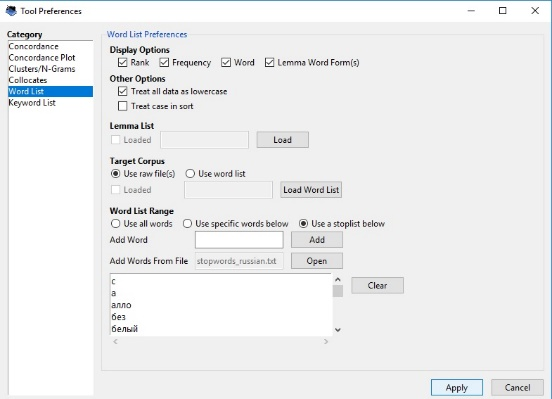 Tool Preferences
Category
Concordance
Concordance Plot
Clusters/N-Grams
Collocates
Word List
Keyword List
Word List Preferences
Display Options
Rank Frequency Word Lemma Word Form(s)
Other Options
Treat all data as lowercase
Treat case in sort
Lemma List
Loaded Load
Target Corpus
Use raw file(s) Use word list
Loaded Load Word List
Word List Range
Use all words Use specific words below Use a stoplist below
Add Word Add
Add Words From File stopwords_russian.txt Open
с
а
алло
без
белый
Clear
Apply Cancel